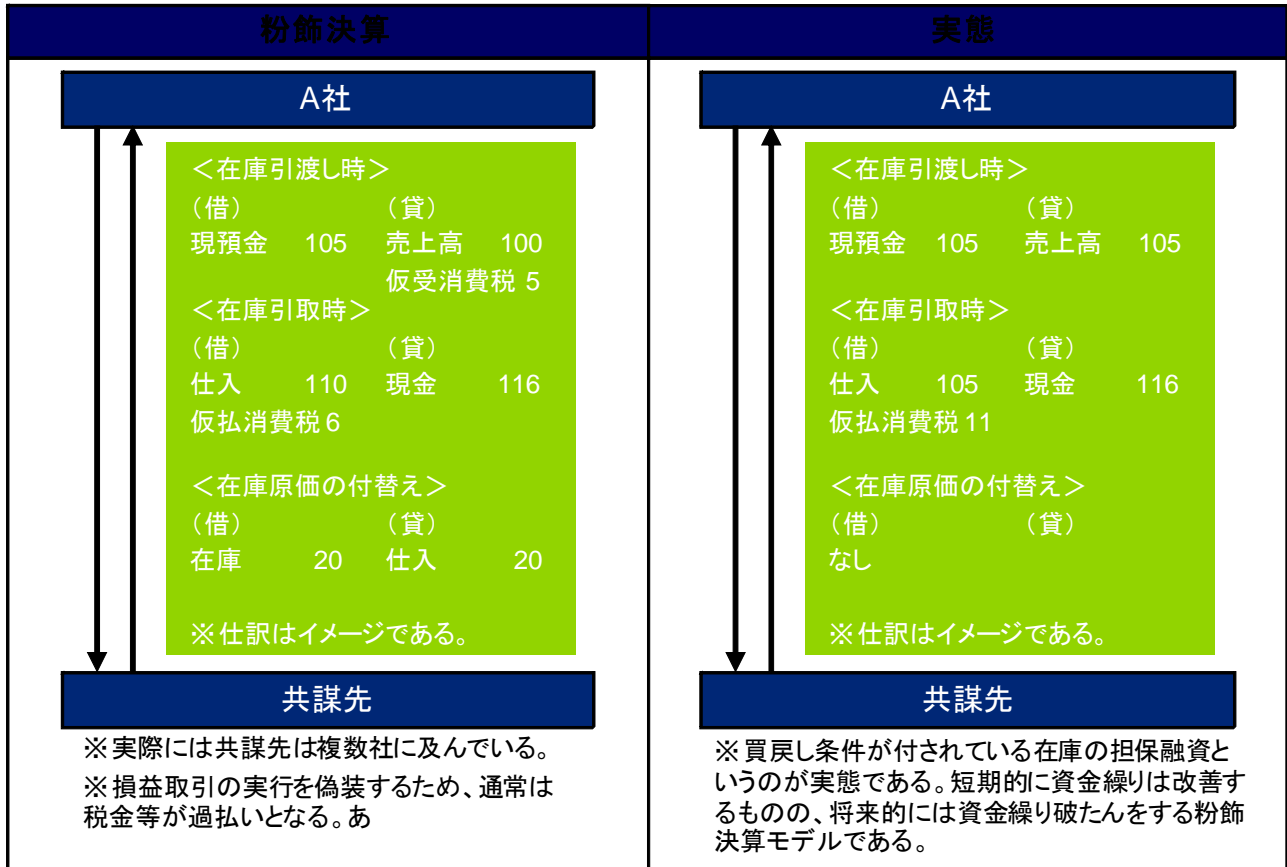 粉飾決算
A社
＜在庫引渡し時＞
（借） （貸）
現預金 105 売上高 100
仮受消費税 5
＜在庫引取時＞
（借） （貸）
仕入 110 現金 116
仮払消費税 6
＜在庫原価の付替え＞
（借） （貸）
在庫 20 仕入 20
※仕訳はイメージである。
共謀先
※実際には共謀先は複数社に及んでいる。
※損益取引の実行を偽装するため、通常は
税金等が過払いとなる。あ
実態
A社
＜在庫引渡し時＞
（借） （貸）
現預金 105 売上高 105
＜在庫引取時＞
（借） （貸）
仕入 105 現金 116
仮払消費税 11
＜在庫原価の付替え＞
（借） （貸）
なし
※仕訳はイメージである。
共謀先
※買戻し条件が付されている在庫の担保融資と
いうのが実態である。短期的に資金繰りは改善す
るものの、将来的には資金繰り破たんをする粉飾
決算モデルである。